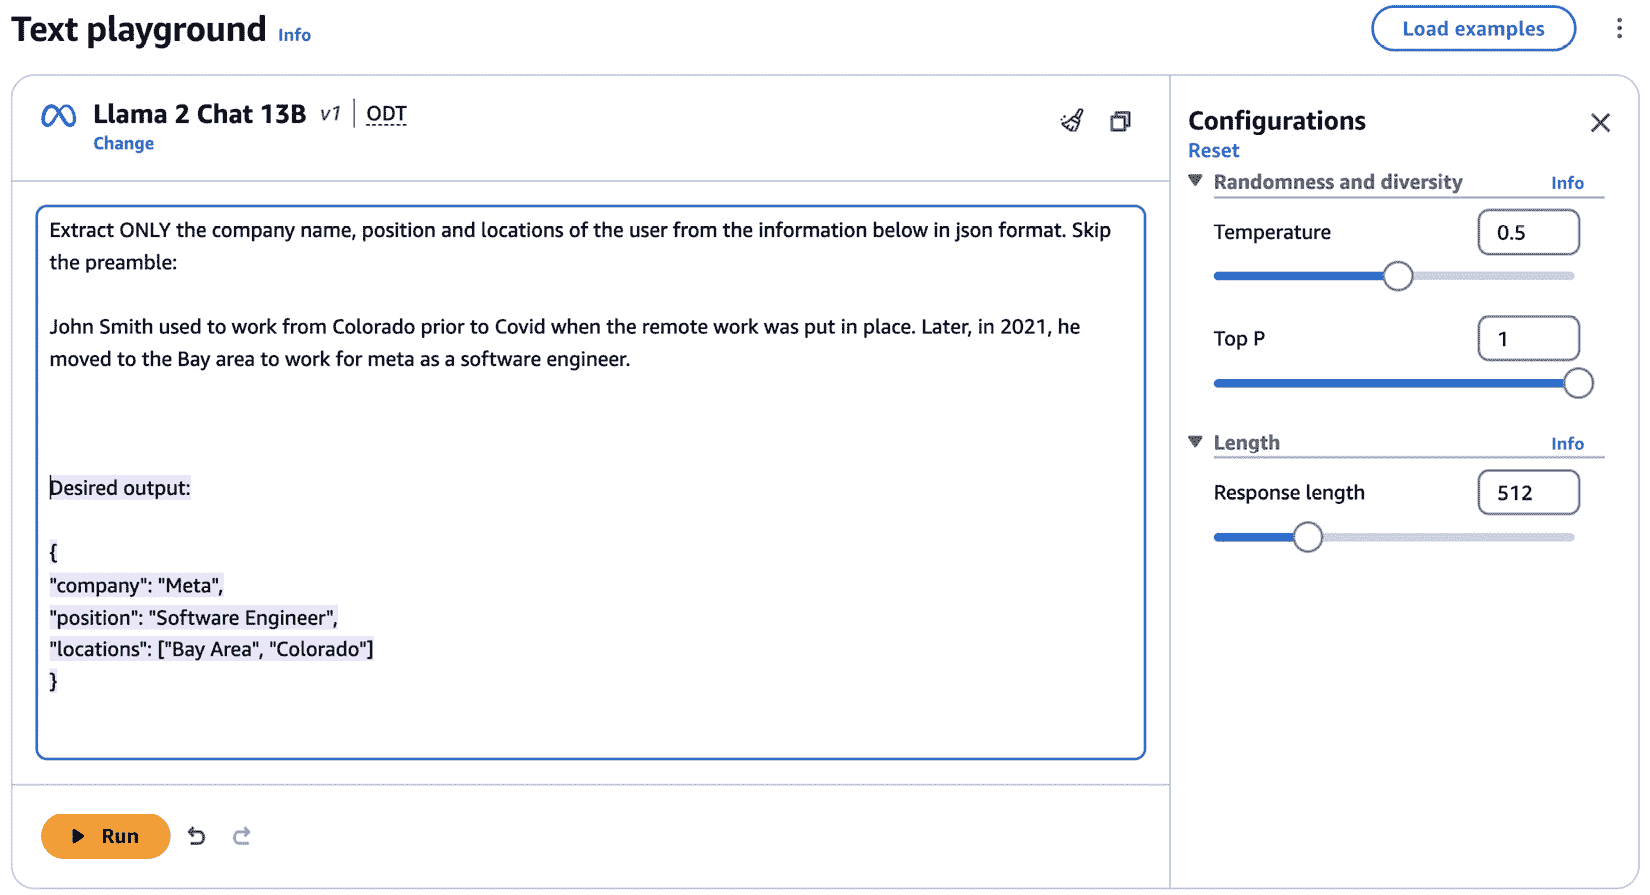 Text playground Info
Load examples
Llama 2 Chat 13B v1 | ODT
Change
Extract ONLY the company name, position and locations of the user from the information below in json format. Skip
the preamble:
John Smith used to work from Colorado prior to Covid when the remote work was put in place. Later, in 2021, he
moved to the Bay area to work for meta as a software engineer.
Desired output:
{
"company": "Meta",
"position": "Software Engineer",
"locations": ["Bay Area", "Colorado"]
}
Run
Configurations
Reset
Randomness and diversity Info
Temperature 0.5
Top P 1
Length Info
Response length 512